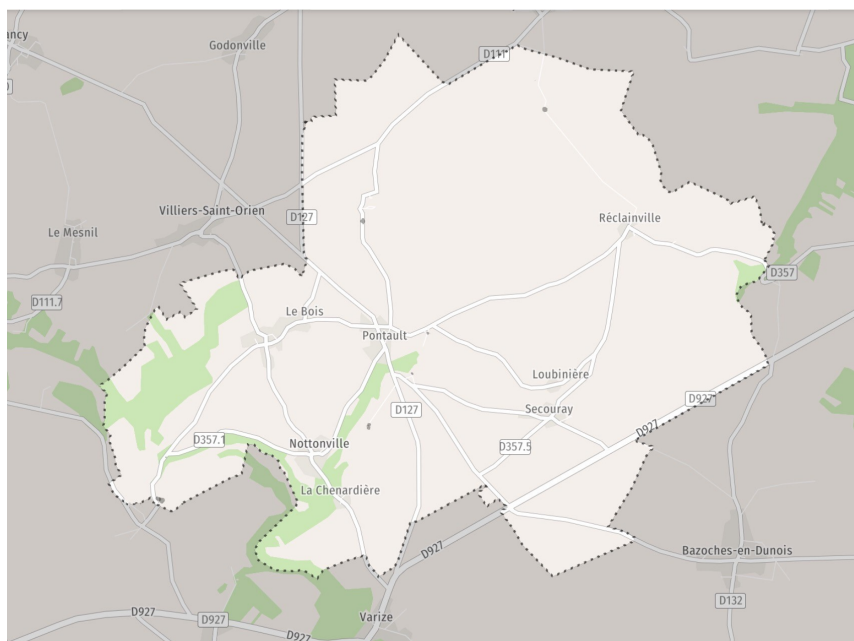 ancy
Godonville
D111
Villiers-Saint-Orien
D127
Réclainville
Le Mesnil
D357
D111.7
Le Bois
Pontault
Loubinière
D927
D127
Secouray
D927
D357.1
Nottonville
D357.5
La Chenardière
D927
Bazoches-en-Dunois
D132
D927
D927
Varize
D927